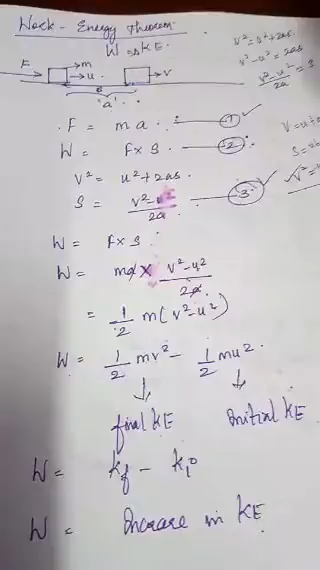 Work - Energy Theorem
W = ΔKE.
v² = u² + 2as
v² - u² = 2as
v² - u² / 2a = s
F → m → u → v
s
'a'
F = ma — ①
W = F × s — ②
v² = u² + 2as
s = v² - u² / 2a — ③
W = F × s
W = ma × v² - u² / 2a
= 1/2 m (v² - u²)
W = 1/2 mv² - 1/2 mu².
↓ ↓
final KE Initial KE
W = Kf - Ki
W = Increase in KE